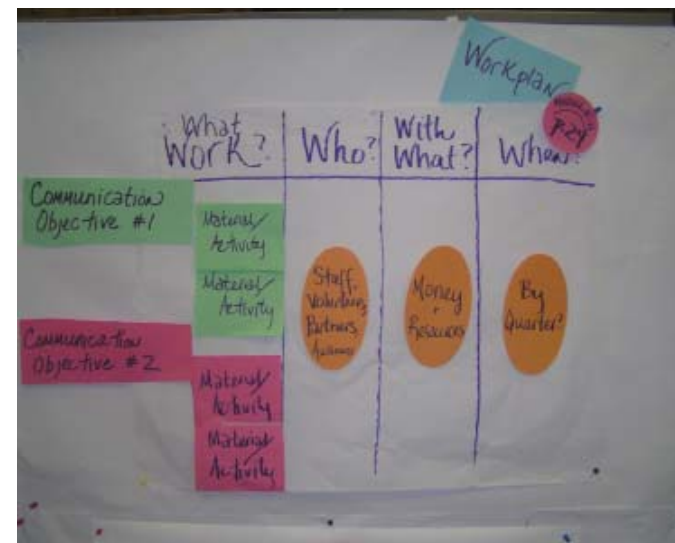 Workplan
P.24
What
Work?
Who?
With
What?
When?
Communication
Objective #1
Material/
Activity
Material/
Activity
Staff,
Volunteers,
Partners,
Money
+
Resources
By
Quarter?
Communication
Objective #2
Material/
Activity
Material/
Activity